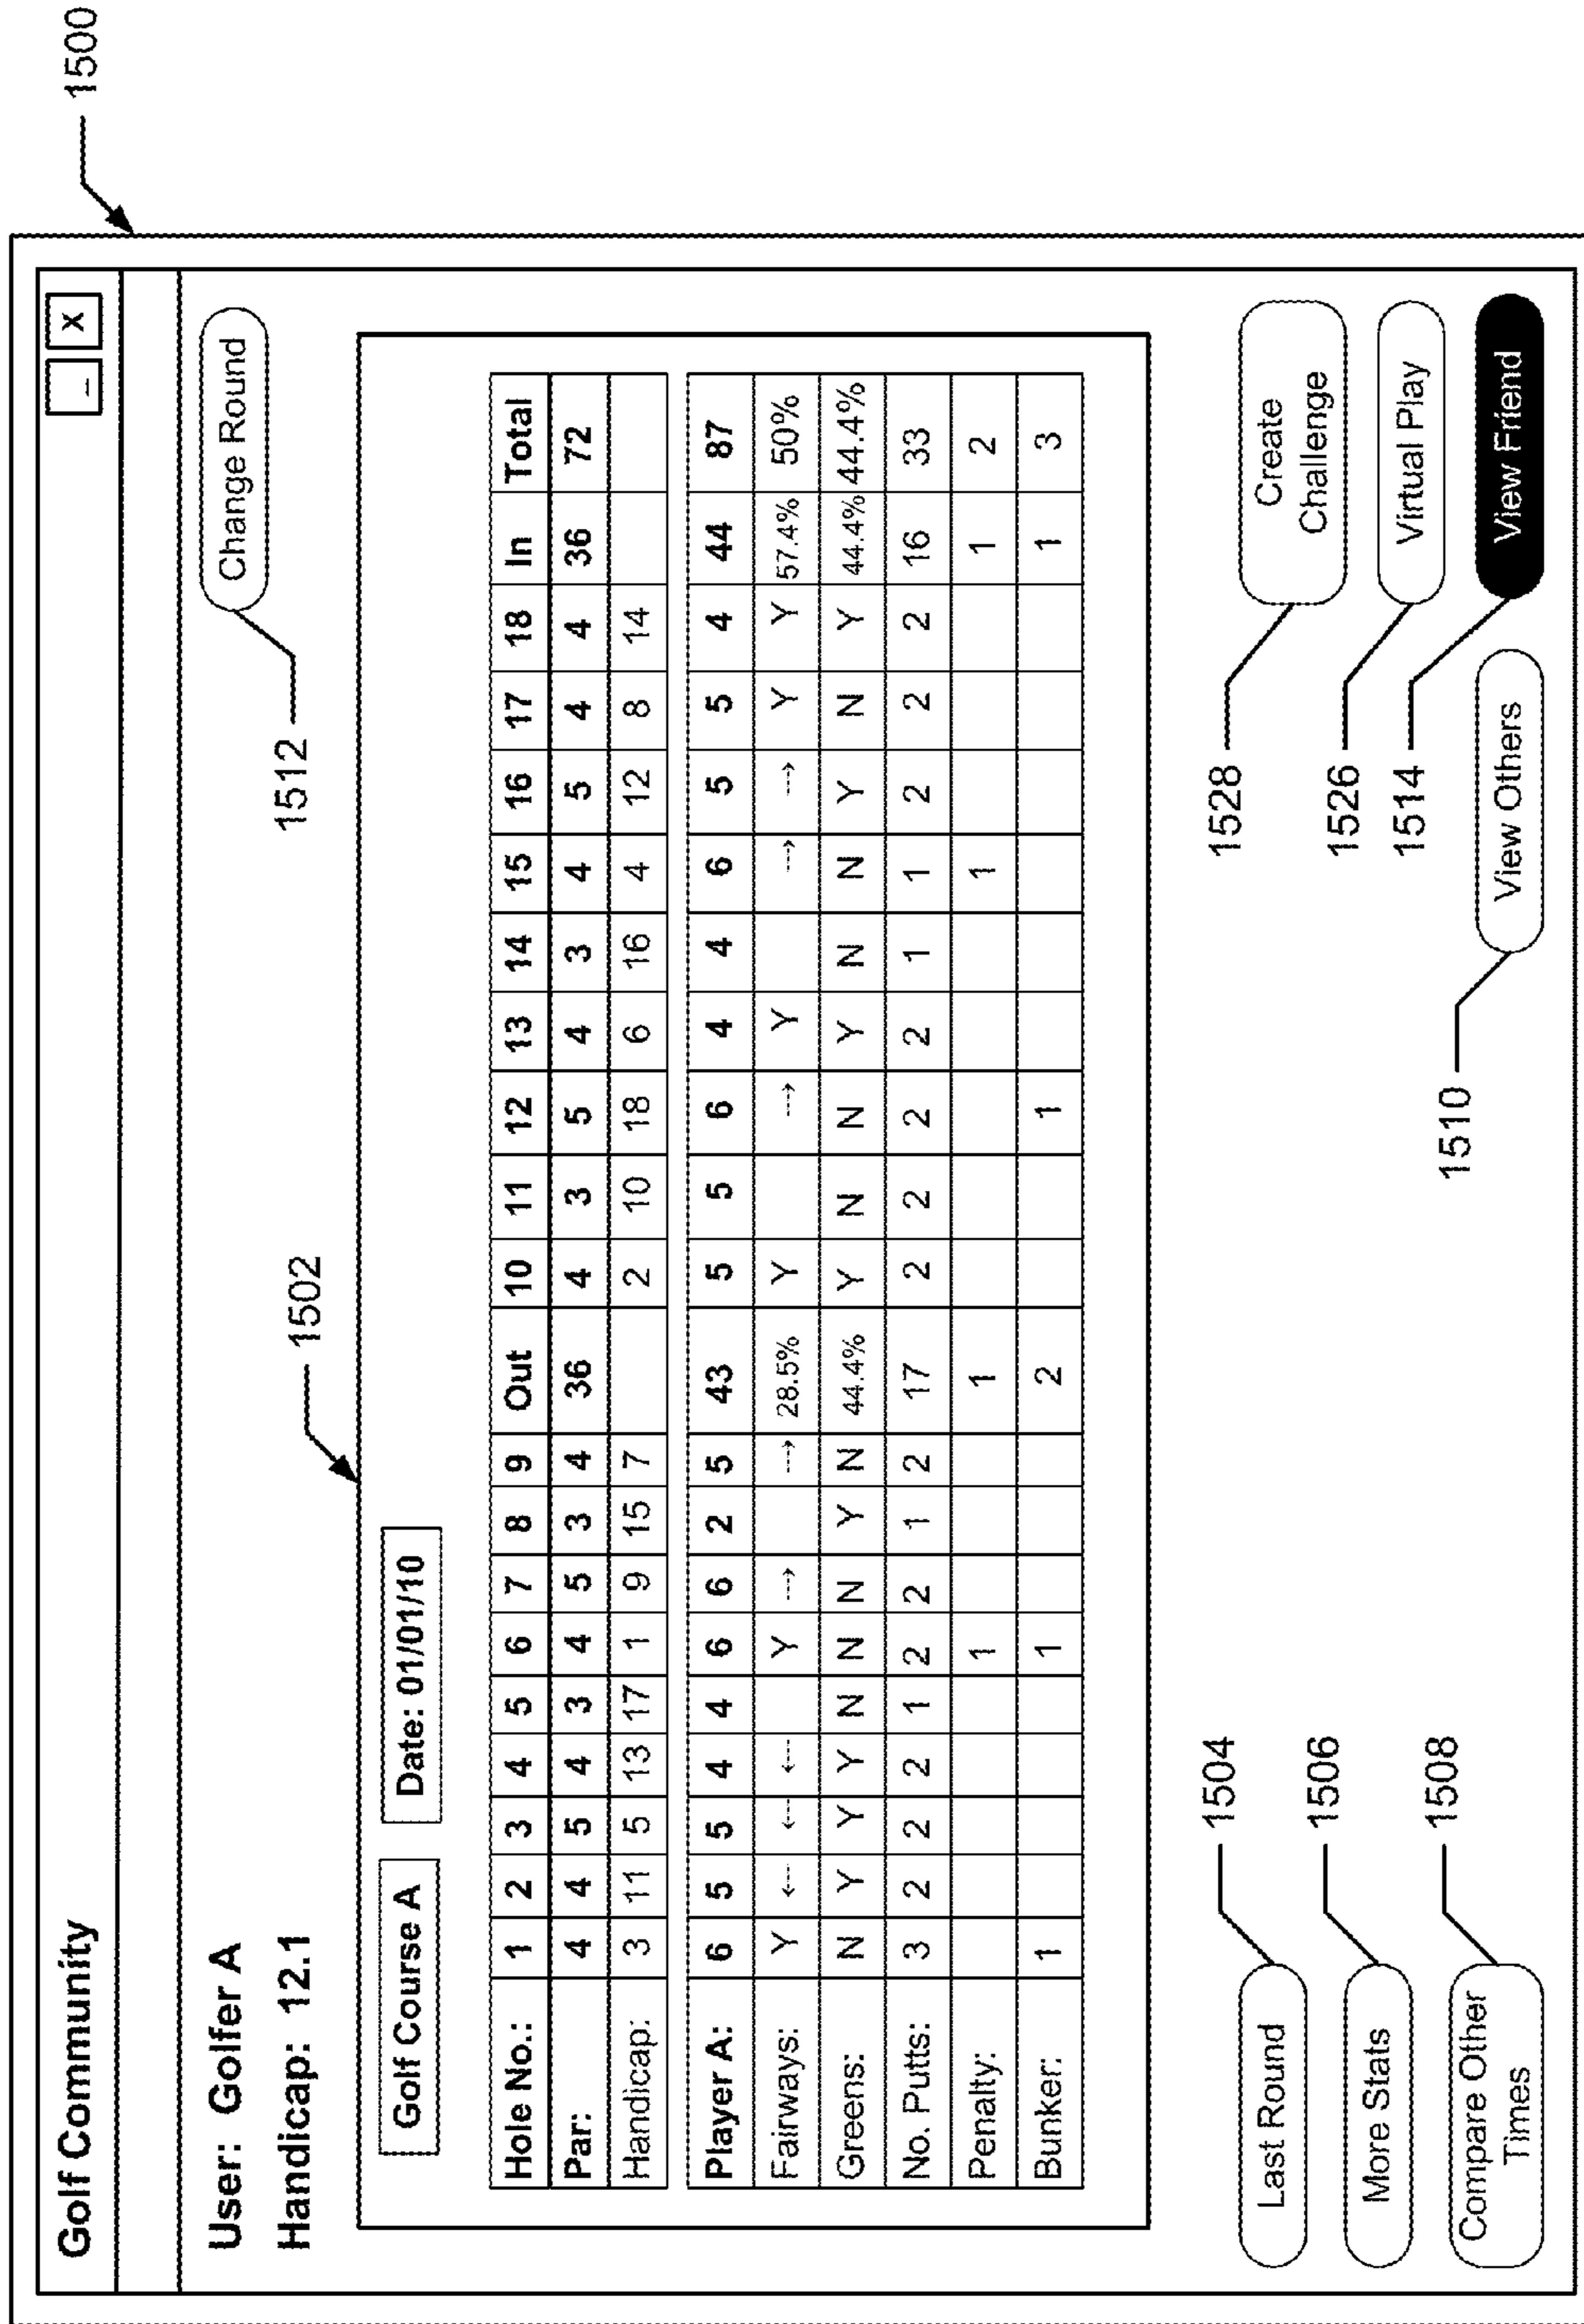 1500
Golf Community _ X
User: Golfer A
Change Round
Handicap: 12.1
1512
1502
Golf Course A Date: 01/01/10
Hole No.: 1 2 3 4 5 6 7 8 9 Out 10 11 12 13 14 15 16 17 18 In Total
Par: 4 4 5 4 3 4 5 3 4 36 4 3 5 4 3 4 5 4 4 36 72
Handicap: 3 11 5 13 17 1 9 15 7 2 10 18 6 16 4 12 8 14
Player A: 6 5 5 4 4 6 6 2 5 43 5 5 6 4 4 6 5 5 4 44 87
Fairways: Y ← ← ← Y → → 28.5% Y → Y → → Y Y 57.4% 50%
Greens: N Y Y Y N N N Y N 44.4% Y N N Y N N Y N Y 44.4% 44.4%
No. Putts: 3 2 2 2 1 2 2 1 2 17 2 2 2 2 1 1 2 2 2 16 33
Penalty: 1 1 1 1 2
Bunker: 1 1 2 1 1 3
Last Round
1504
More Stats
1506
Compare Other
Times
1508
1528
Create
Challenge
1526
Virtual Play
1514
View Friend
1510
View Others